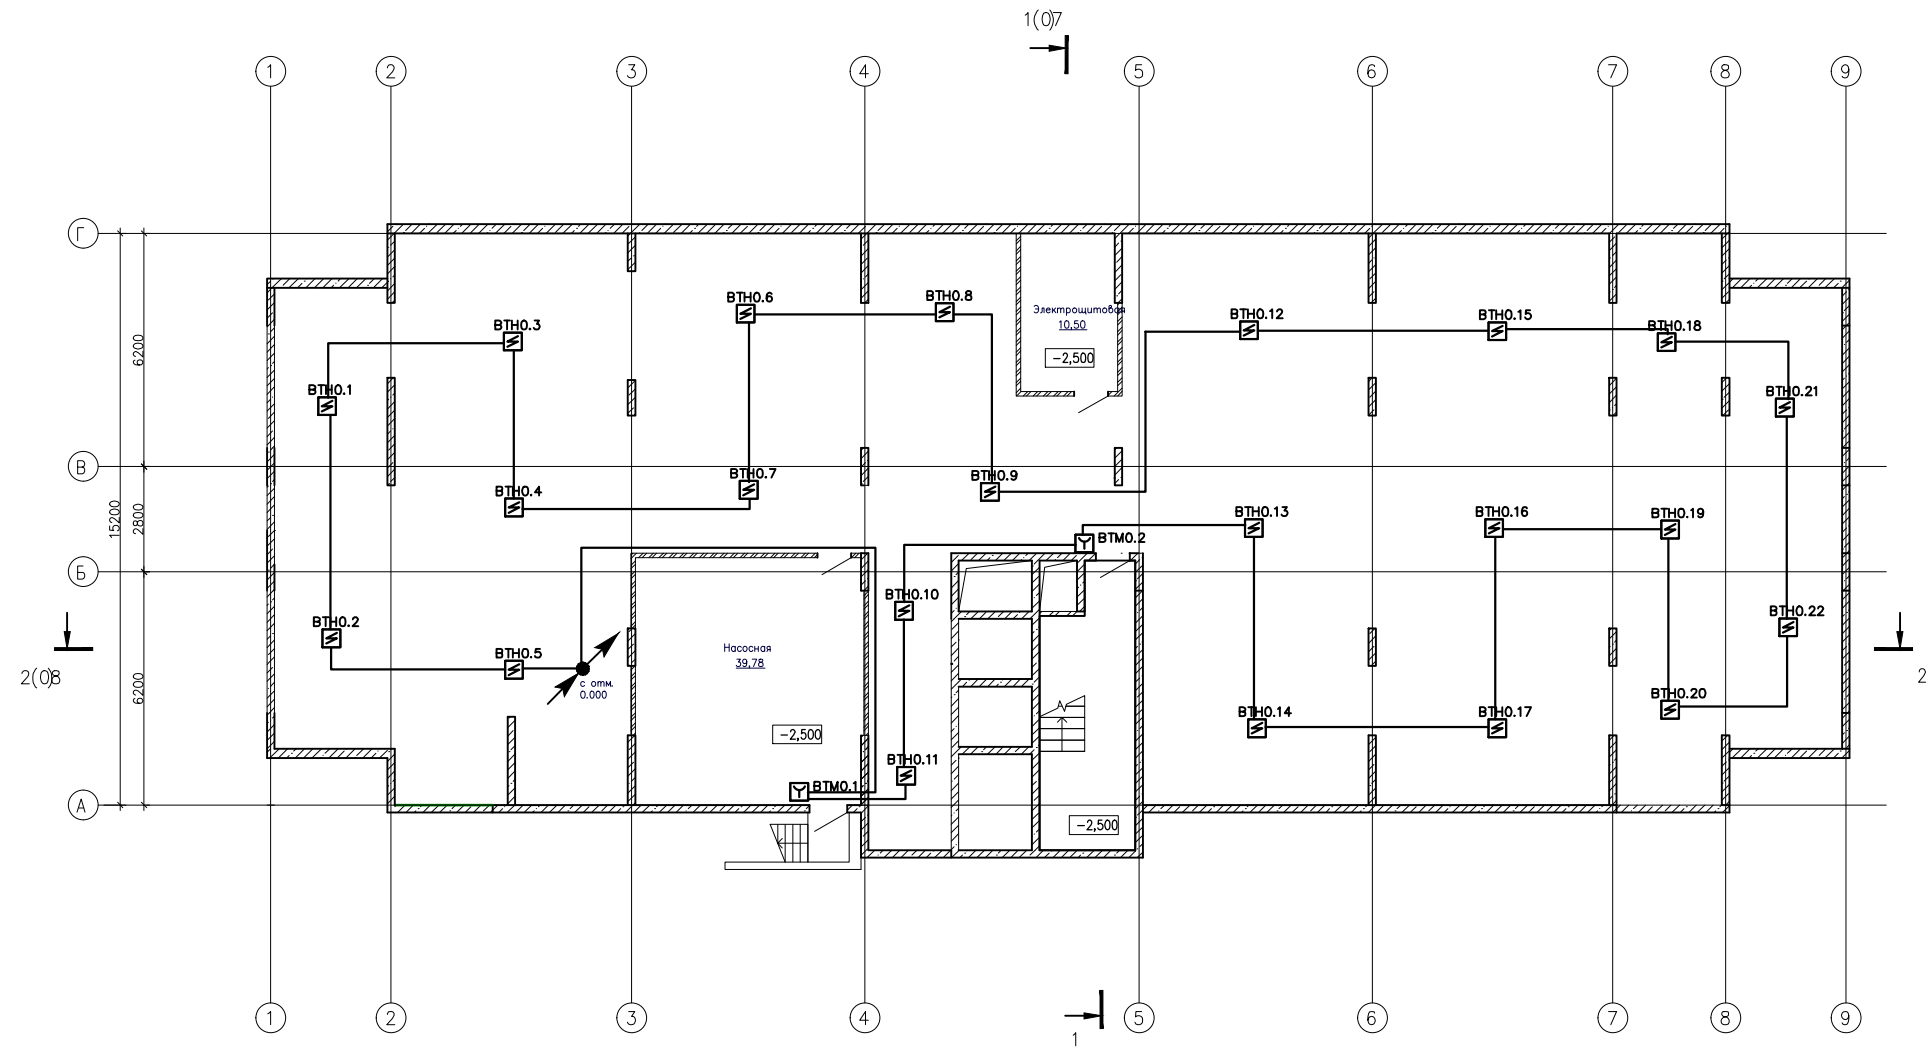 1(0)7
1
2
3
4
5
6
7
8
9
Г
ВТН0.6
ВТН0.8
Электрощитовая
10,50
ВТН0.12
ВТН0.15
ВТН0.3
ВТН0.18
6200
-2,500
ВТН0.1
ВТН0.21
В
ВТН0.4
ВТН0.7
ВТН0.9
15200
2800
ВТН0.13
ВТН0.16
ВТН0.19
ВТМ0.2
Б
ВТН0.10
ВТН0.2
ВТН0.22
2(0)8
ВТН0.5
с отм.
0.000
Насосная
39,78
2
6200
ВТН0.20
ВТН0.14
ВТН0.17
-2,500
ВТН0.11
ВТМ0.1
А
-2,500
1
2
3
4
5
6
7
8
9
1